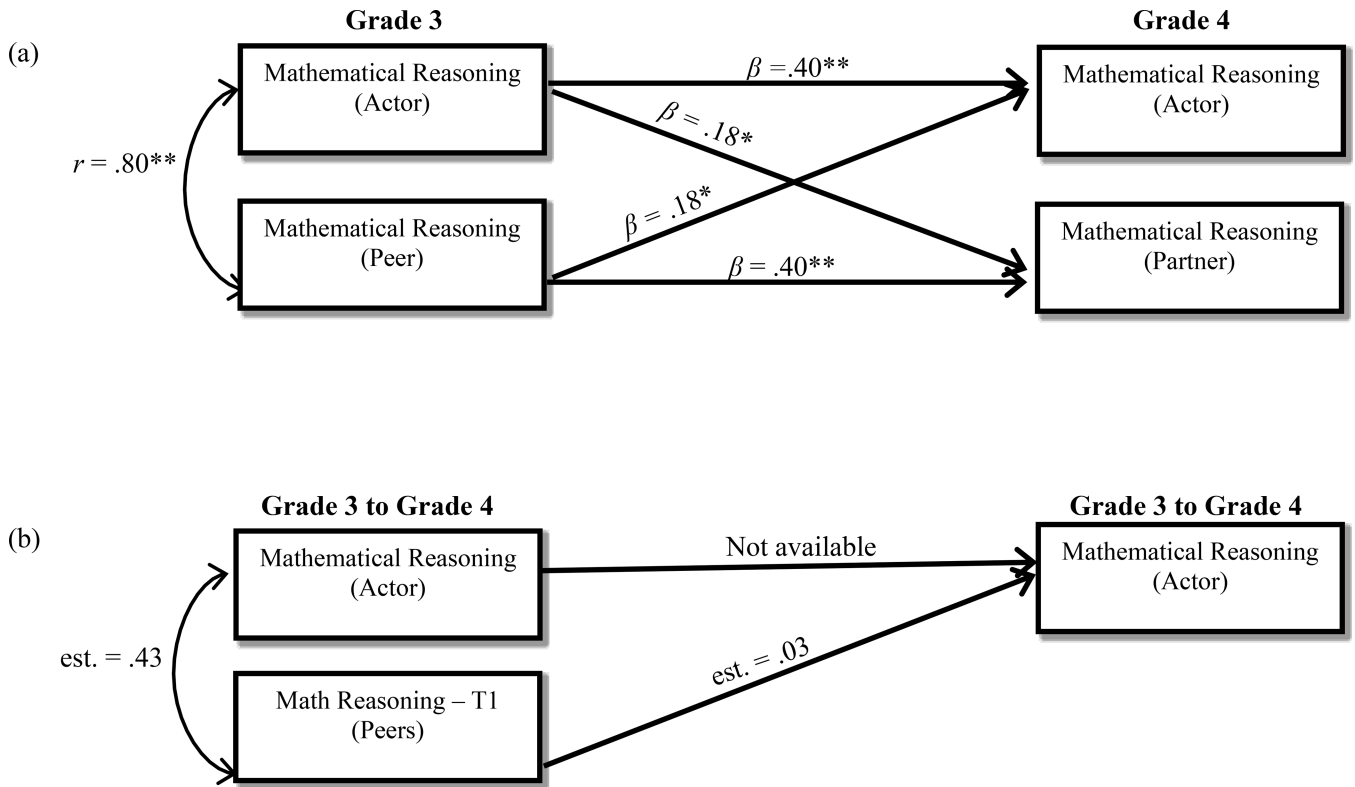 Grade 3
Grade 4
(a)
Mathematical Reasoning
(Actor)
β =.40**
Mathematical Reasoning
(Actor)
β = .18*
r = .80**
β = .18*
Mathematical Reasoning
(Peer)
β = .40**
Mathematical Reasoning
(Partner)
Grade 3 to Grade 4
Grade 3 to Grade 4
(b)
Mathematical Reasoning
(Actor)
Not available
Mathematical Reasoning
(Actor)
est. = .43
est. = .03
Math Reasoning – T1
(Peers)